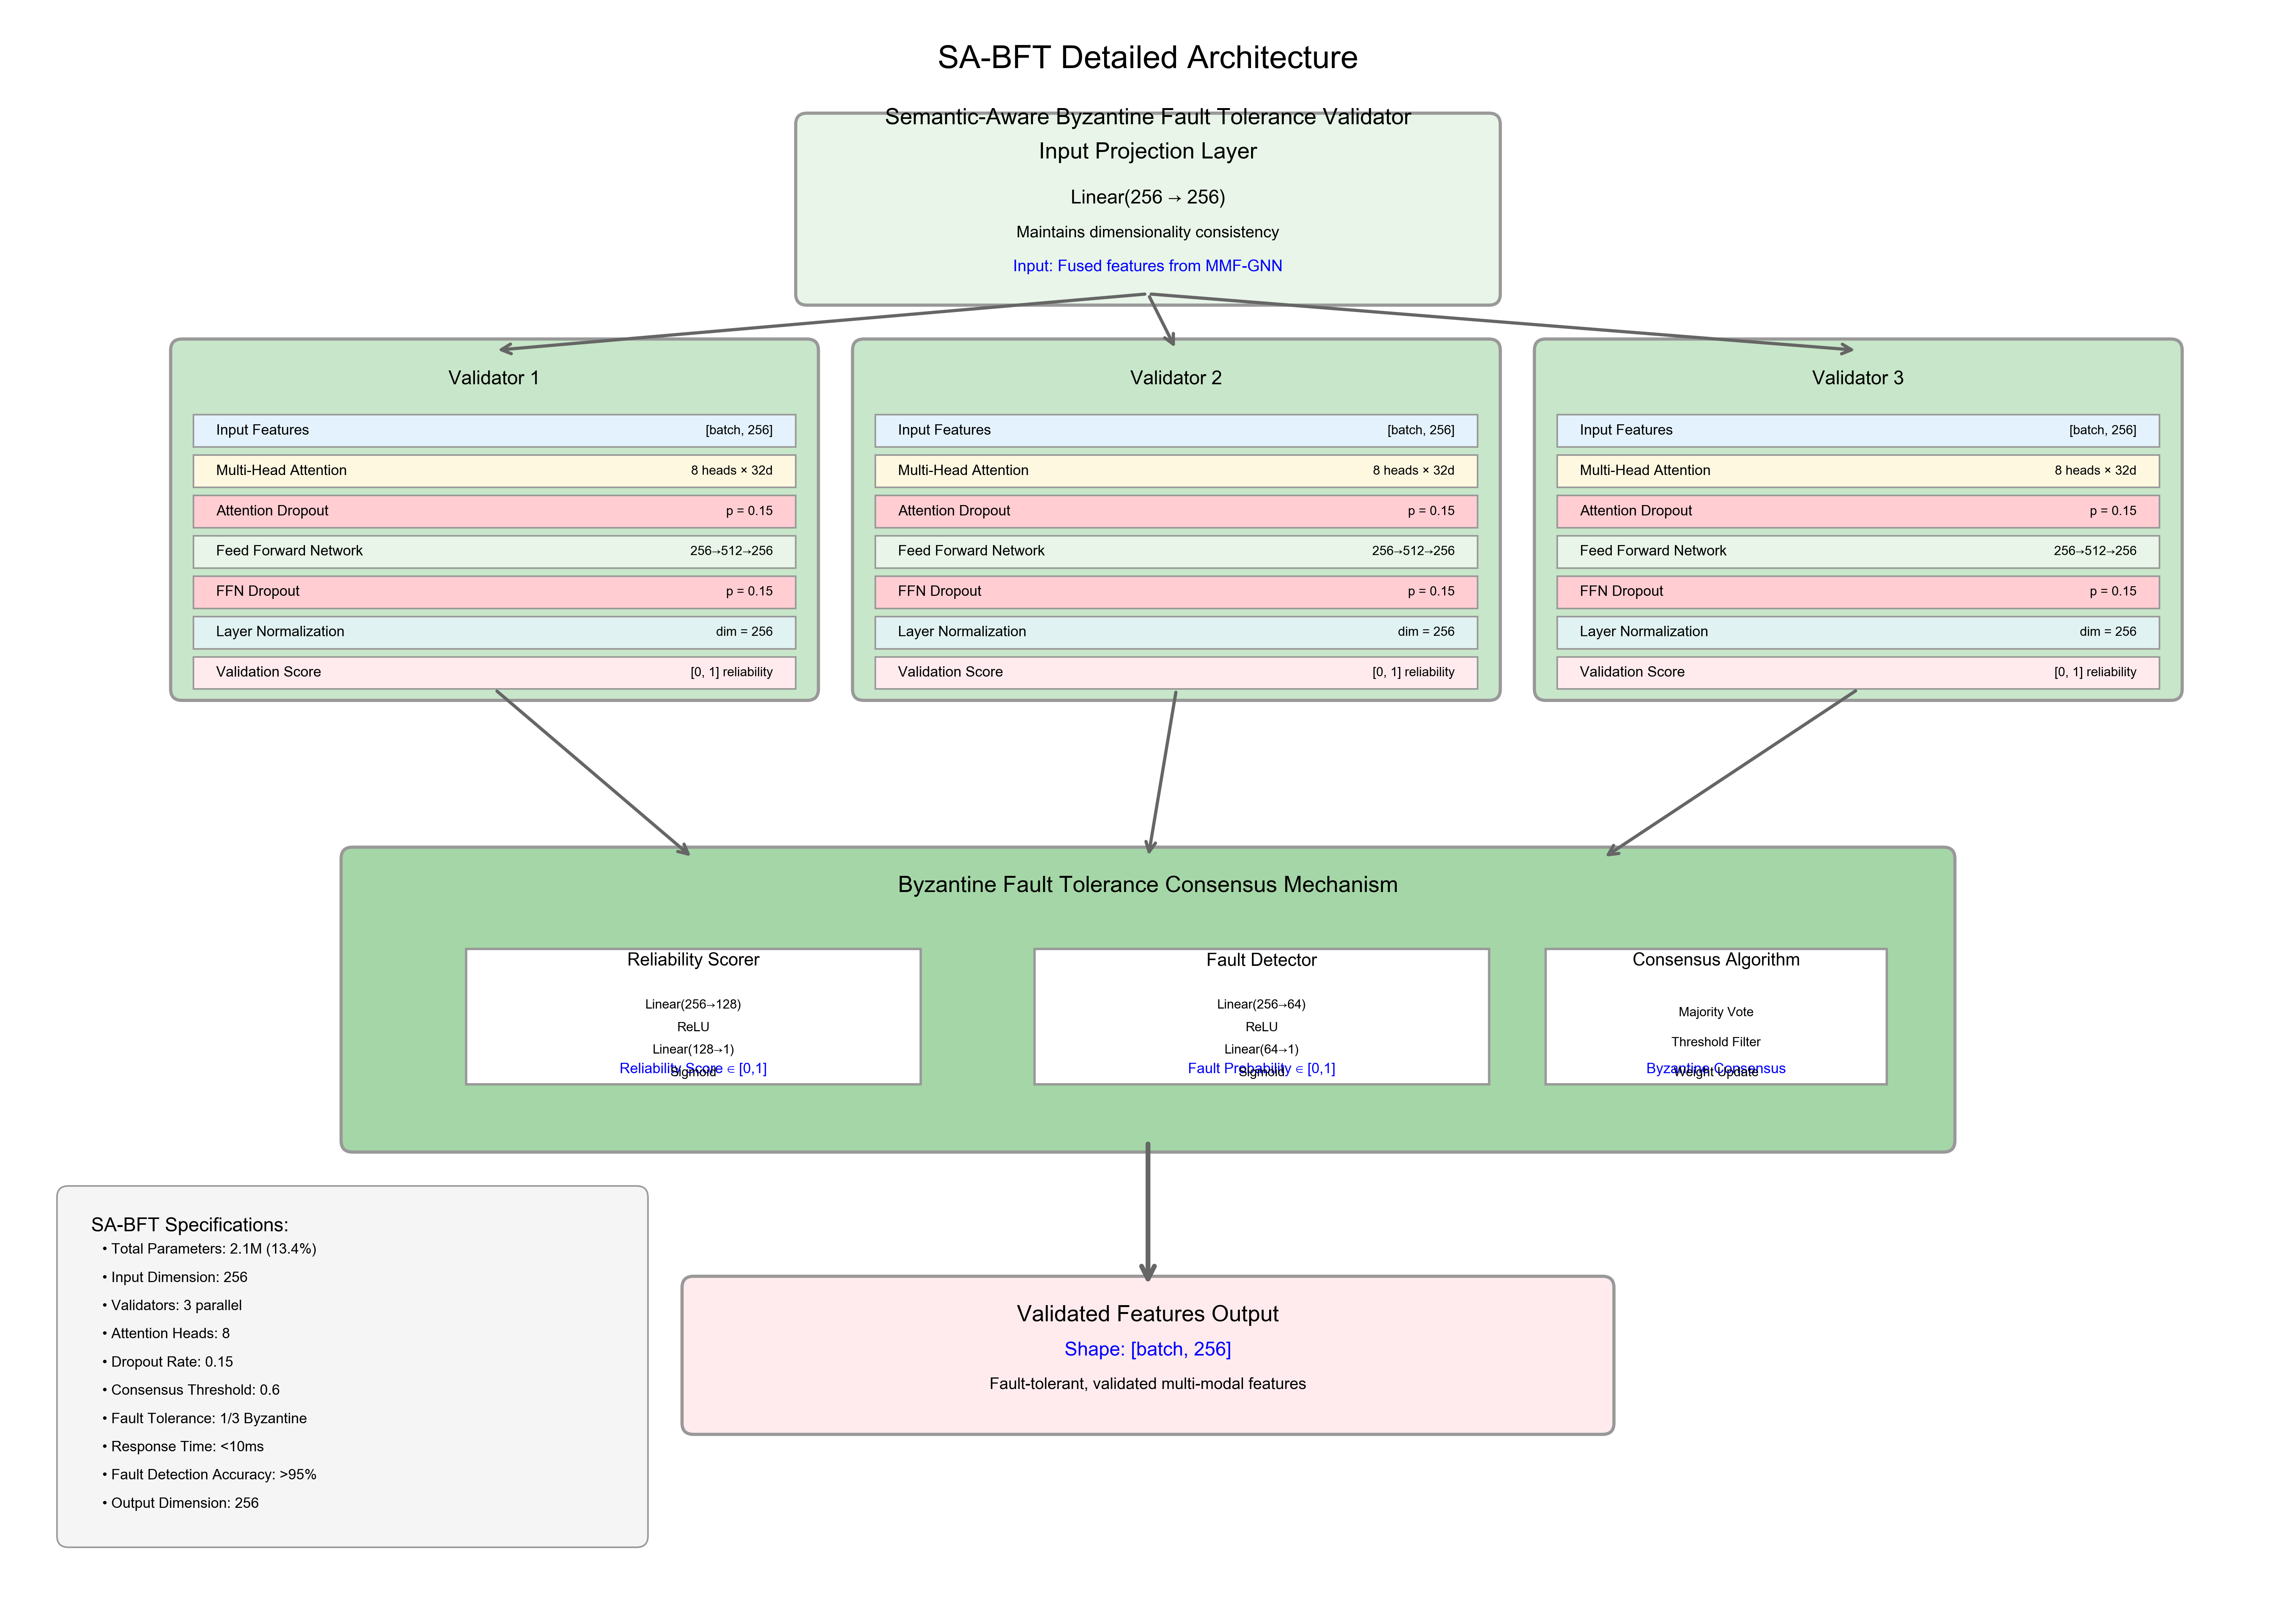 SA-BFT Detailed Architecture
Semantic-Aware Byzantine Fault Tolerance Validator
Input Projection Layer
Linear(256 → 256)
Maintains dimensionality consistency
Input: Fused features from MMF-GNN
Validator 1
Input Features [batch, 256]
Multi-Head Attention 8 heads × 32d
Attention Dropout p = 0.15
Feed Forward Network 256→512→256
FFN Dropout p = 0.15
Layer Normalization dim = 256
Validation Score [0, 1] reliability
Validator 2
Input Features [batch, 256]
Multi-Head Attention 8 heads × 32d
Attention Dropout p = 0.15
Feed Forward Network 256→512→256
FFN Dropout p = 0.15
Layer Normalization dim = 256
Validation Score [0, 1] reliability
Validator 3
Input Features [batch, 256]
Multi-Head Attention 8 heads × 32d
Attention Dropout p = 0.15
Feed Forward Network 256→512→256
FFN Dropout p = 0.15
Layer Normalization dim = 256
Validation Score [0, 1] reliability
Byzantine Fault Tolerance Consensus Mechanism
Reliability Scorer
Linear(256→128)
ReLU
Linear(128→1)
Reliability Score ∈ [0,1]
Sigmoid
Fault Detector
Linear(256→64)
ReLU
Linear(64→1)
Fault Probability ∈ [0,1]
Sigmoid
Consensus Algorithm
Majority Vote
Threshold Filter
Byzantine Consensus
Weight Update
SA-BFT Specifications:
• Total Parameters: 2.1M (13.4%)
• Input Dimension: 256
• Validators: 3 parallel
• Attention Heads: 8
• Dropout Rate: 0.15
• Consensus Threshold: 0.6
• Fault Tolerance: 1/3 Byzantine
• Response Time: <10ms
• Fault Detection Accuracy: >95%
• Output Dimension: 256
Validated Features Output
Shape: [batch, 256]
Fault-tolerant, validated multi-modal features